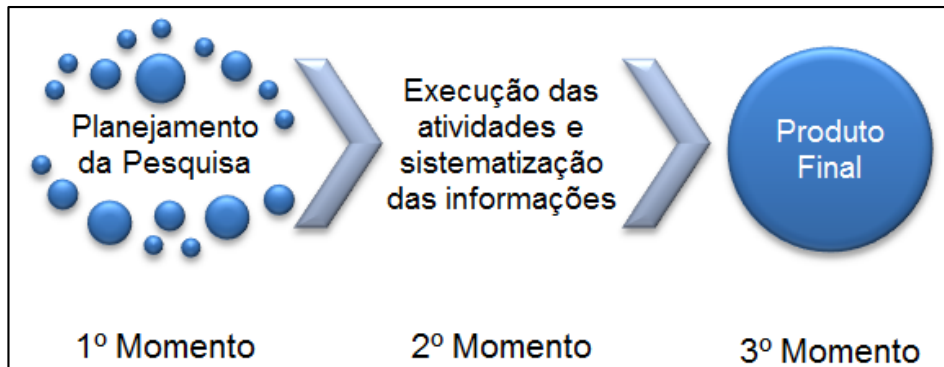 Planejamento
da Pesquisa
Execução das
atividades e
sistematização
das informações
Produto
Final
1º Momento
2º Momento
3º Momento